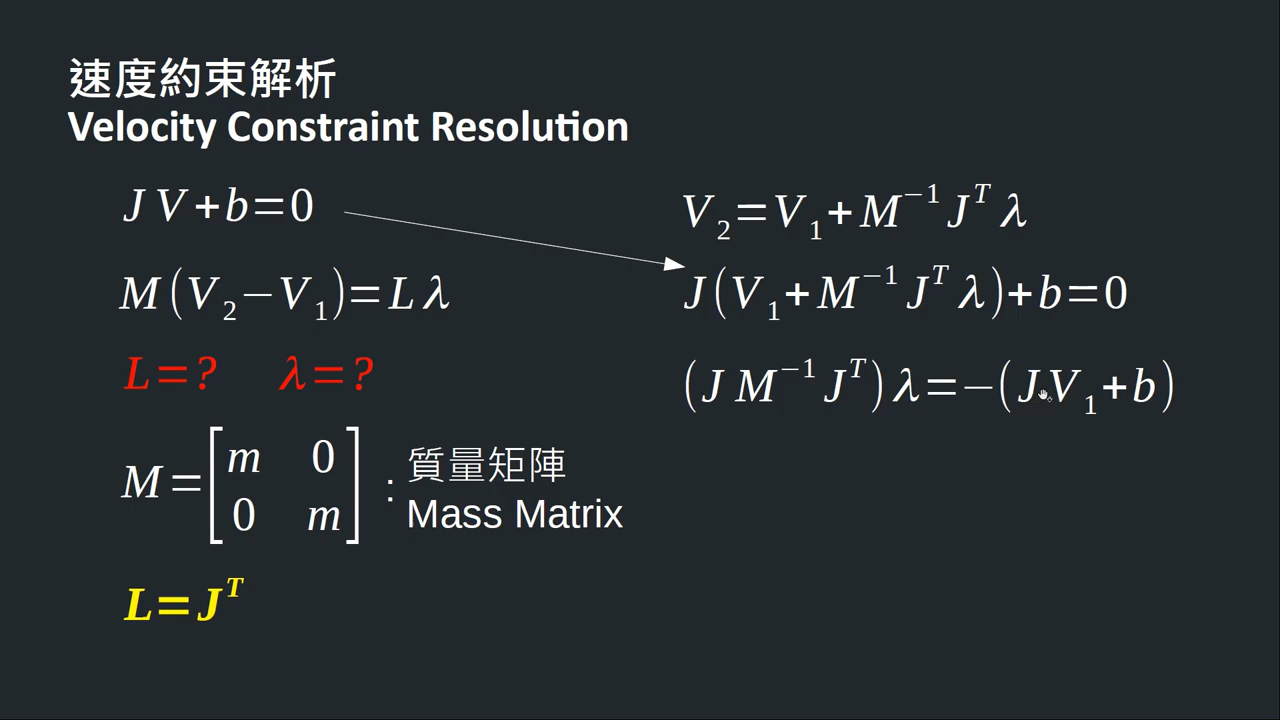 速度約束解析
Velocity Constraint Resolution
J V + b = 0
M ( V₂ − V₁ ) = L λ
L = ? λ = ?
M = [ m 0
0 m ]
: 質量矩陣
Mass Matrix
L = Jᵀ
V₂ = V₁ + M⁻¹ Jᵀ λ
J ( V₁ + M⁻¹ Jᵀ λ ) + b = 0
( J M⁻¹ Jᵀ ) λ = − ( J V₁ + b )